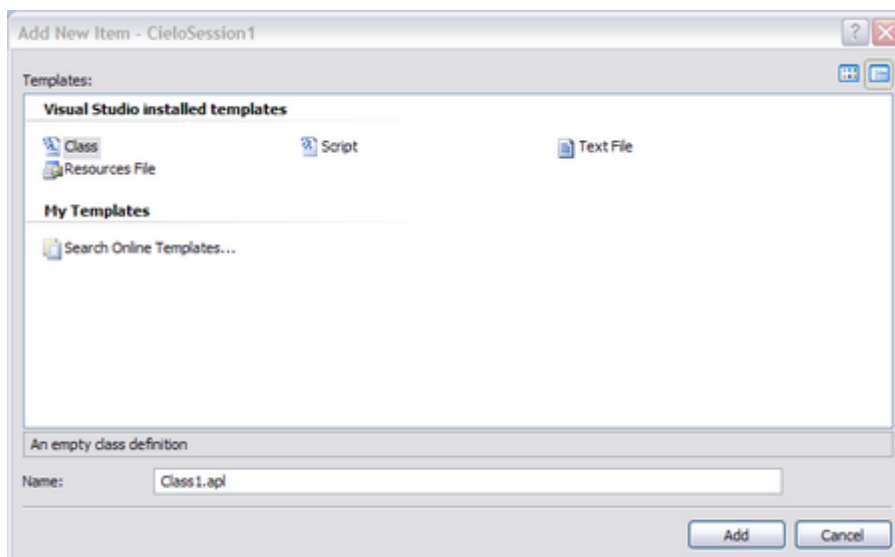 Add New Item - CieloSession1
Templates:
Visual Studio installed templates
Class Script Text File
Resources File
My Templates
Search Online Templates...
An empty class definition
Name: Class1.apl
Add Cancel